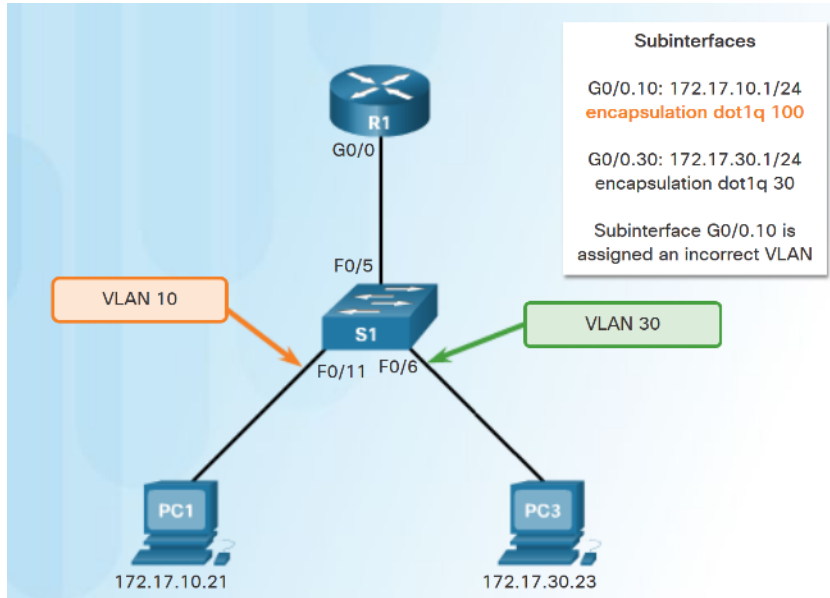 Subinterfaces
G0/0.10: 172.17.10.1/24
encapsulation dot1q 100
G0/0.30: 172.17.30.1/24
encapsulation dot1q 30
Subinterface G0/0.10 is
assigned an incorrect VLAN
R1
G0/0
F0/5
VLAN 10
S1
VLAN 30
F0/11
F0/6
PC1
PC3
172.17.10.21
172.17.30.23